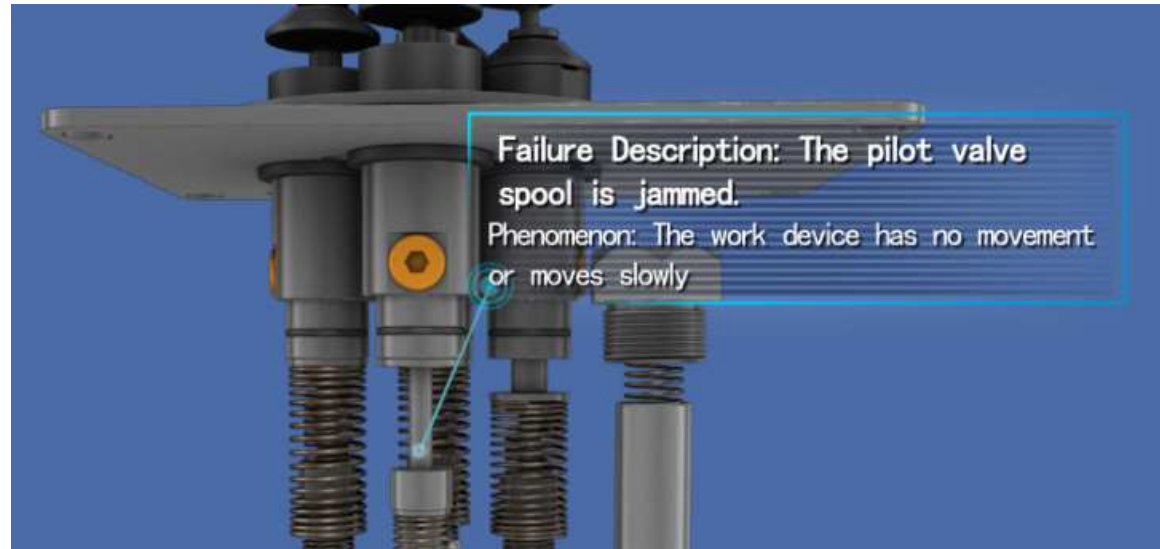 Failure Description: The pilot valve
spool is jammed.
Phenomenon: The work device has no movement
or moves slowly